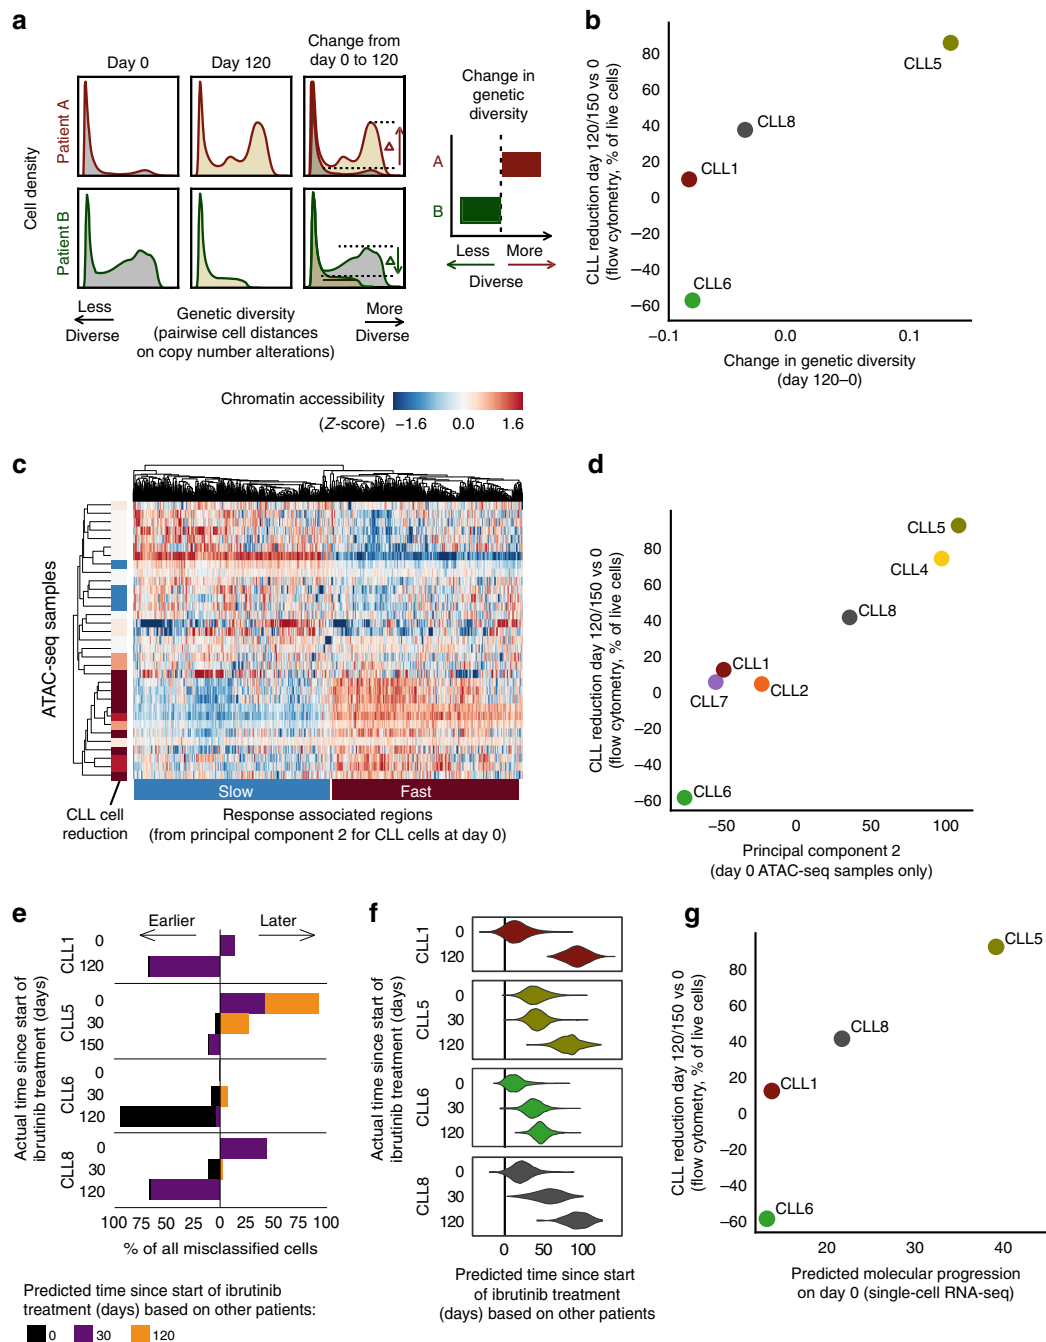 a
Day 0
Day 120
Change from
day 0 to 120
Patient A
Patient B
Cell density
Δ
Δ
Less
Diverse
Genetic diversity
(pairwise cell distances
on copy number alterations)
More
Diverse
Change in
genetic
diversity
A
B
Less
More
Diverse
b
CLL reduction day 120/150 vs 0
(flow cytometry, % of live cells)
80
60
40
20
0
−20
−40
−60
CLL5
CLL8
CLL1
CLL6
−0.1
0.0
0.1
Change in genetic diversity
(day 120–0)
Chromatin accessibility
(Z-score)
−1.6
0.0
1.6
c
ATAC-seq samples
CLL cell
reduction
Slow
Fast
Response associated regions
(from principal component 2 for CLL cells at day 0)
d
CLL reduction day 120/150 vs 0
(flow cytometry, % of live cells)
80
60
40
20
0
−20
−40
−60
CLL5
CLL4
CLL8
CLL1
CLL7
CLL2
CLL6
−50
0
50
100
Principal component 2
(day 0 ATAC-seq samples only)
e
Earlier
Later
Actual time since start of
ibrutinib treatment (days)
CLL1
0
120
CLL5
0
30
150
CLL6
0
30
120
CLL8
0
30
120
100 75 50 25 0 25 50 75 100
% of all misclassified cells
Predicted time since start of ibrutinib
treatment (days) based on other patients:
0
30
120
f
Actual time since start of
ibrutinib treatment (days)
CLL1
0
120
CLL5
0
30
120
CLL6
0
30
120
CLL8
0
30
120
0 50 100
Predicted time since start
of ibrutinib treatment
(days) based on other patients
g
CLL reduction day 120/150 vs 0
(flow cytometry, % of live cells)
80
60
40
20
0
−20
−40
−60
CLL5
CLL8
CLL1
CLL6
20
30
40
Predicted molecular progression
on day 0 (single-cell RNA-seq)